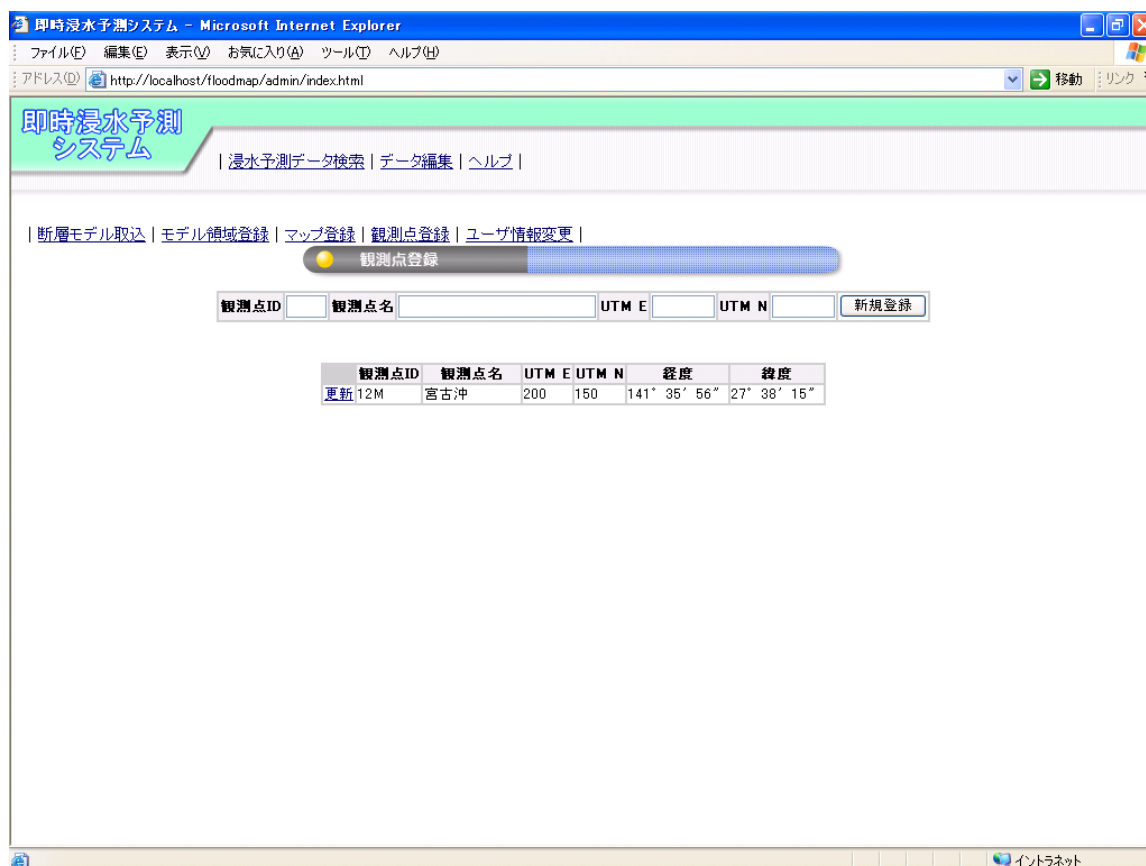 即時浸水予測システム - Microsoft Internet Explorer
ファイル(F) 編集(E) 表示(V) お気に入り(A) ツール(T) ヘルプ(H)
アドレス(D) http://localhost/floodmap/admin/index.html 移動 リンク
即時浸水予測
システム
| 浸水予測データ検索 | データ編集 | ヘルプ |
| 断層モデル取込 | モデル領域登録 | マップ登録 | 観測点登録 | ユーザ情報変更 |
観測点登録
観測点ID 観測点名 UTM E UTM N 新規登録
観測点ID 観測点名 UTM E UTM N 経度 緯度
更新 12M 宮古沖 200 150 141° 35′ 56″ 27° 38′ 15″
イントラネット